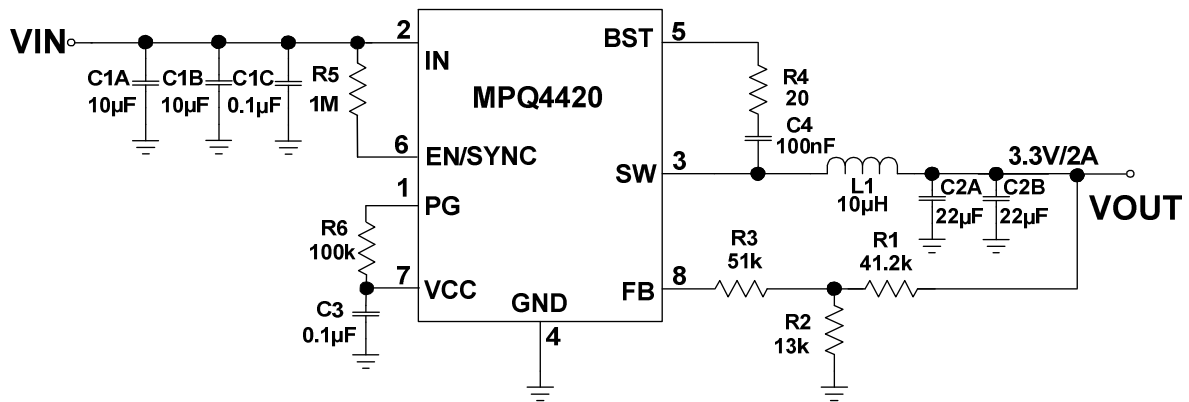 VIN
C1A
10µF
C1B
10µF
C1C
0.1µF
R5
1M
2
IN
6
EN/SYNC
1
PG
R6
100k
7
VCC
C3
0.1µF
MPQ4420
GND
4
BST
5
R4
20
C4
100nF
SW
3
L1
10µH
C2A
22µF
C2B
22µF
3.3V/2A
VOUT
FB
8
R3
51k
R1
41.2k
R2
13k